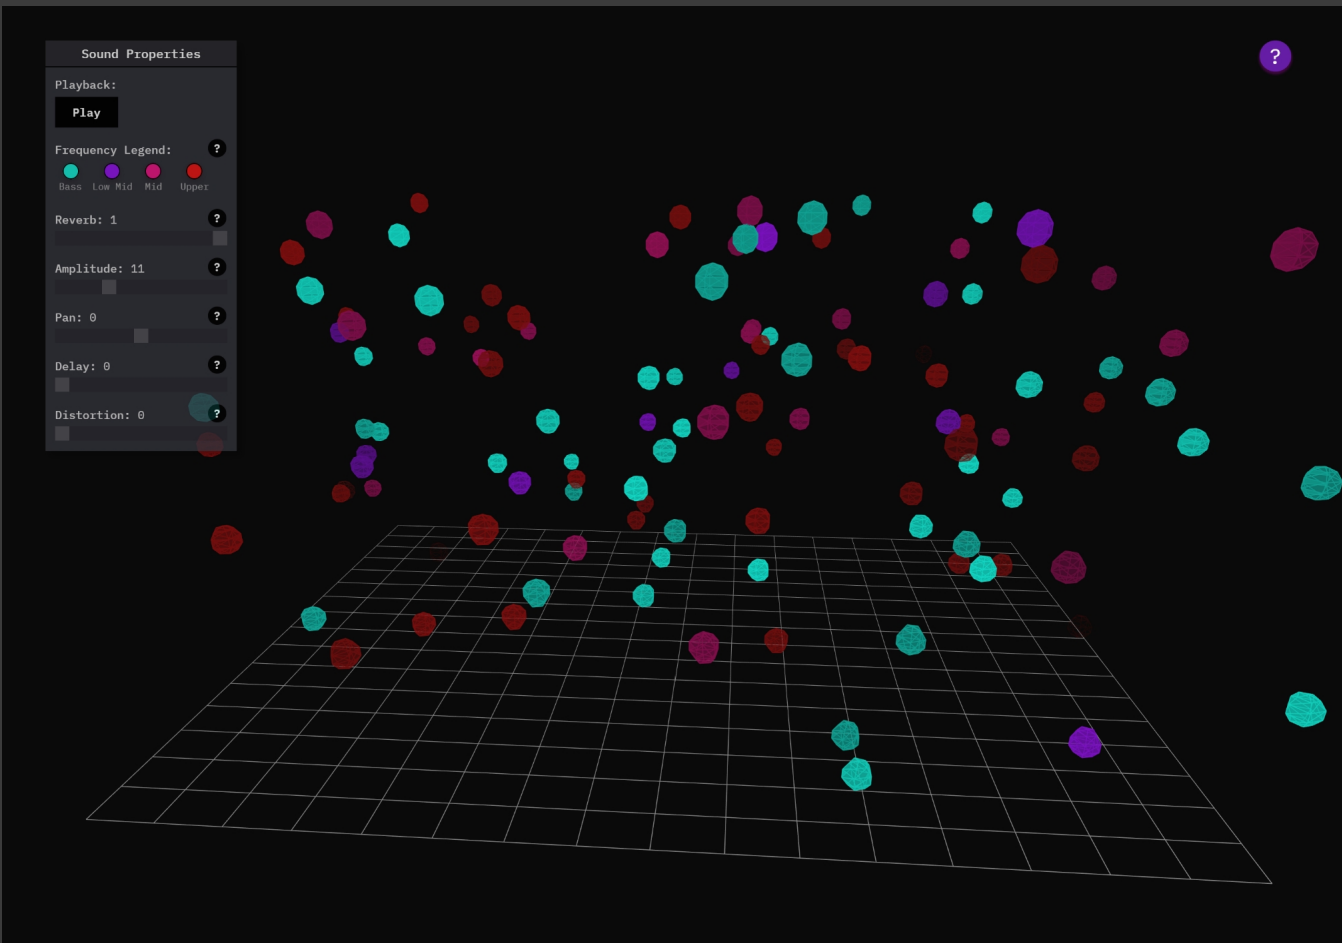 Sound Properties
?
Playback:
Play
Frequency Legend: ?
Bass Low Mid Mid Upper
Reverb: 1 ?
Amplitude: 11 ?
Pan: 0 ?
Delay: 0 ?
Distortion: 0 ?